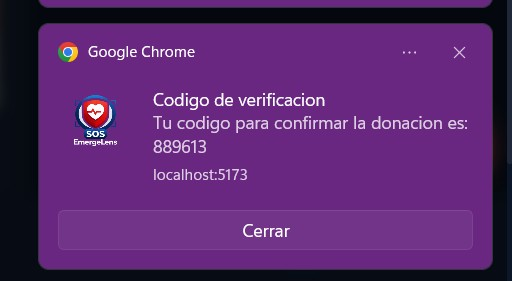 Google Chrome
Codigo de verificacion
Tu codigo para confirmar la donacion es:
889613
SOS
EmergeLens
localhost:5173
Cerrar